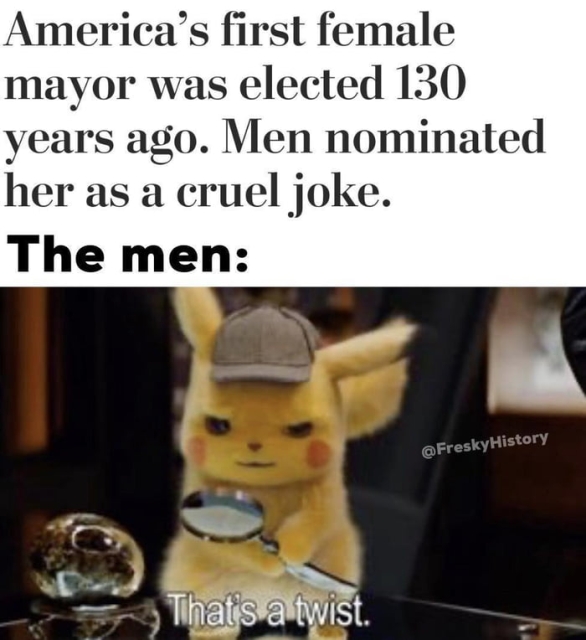 America’s first female
mayor was elected 130
years ago. Men nominated
her as a cruel joke.
The men:
@FreskyHistory
That's a twist.